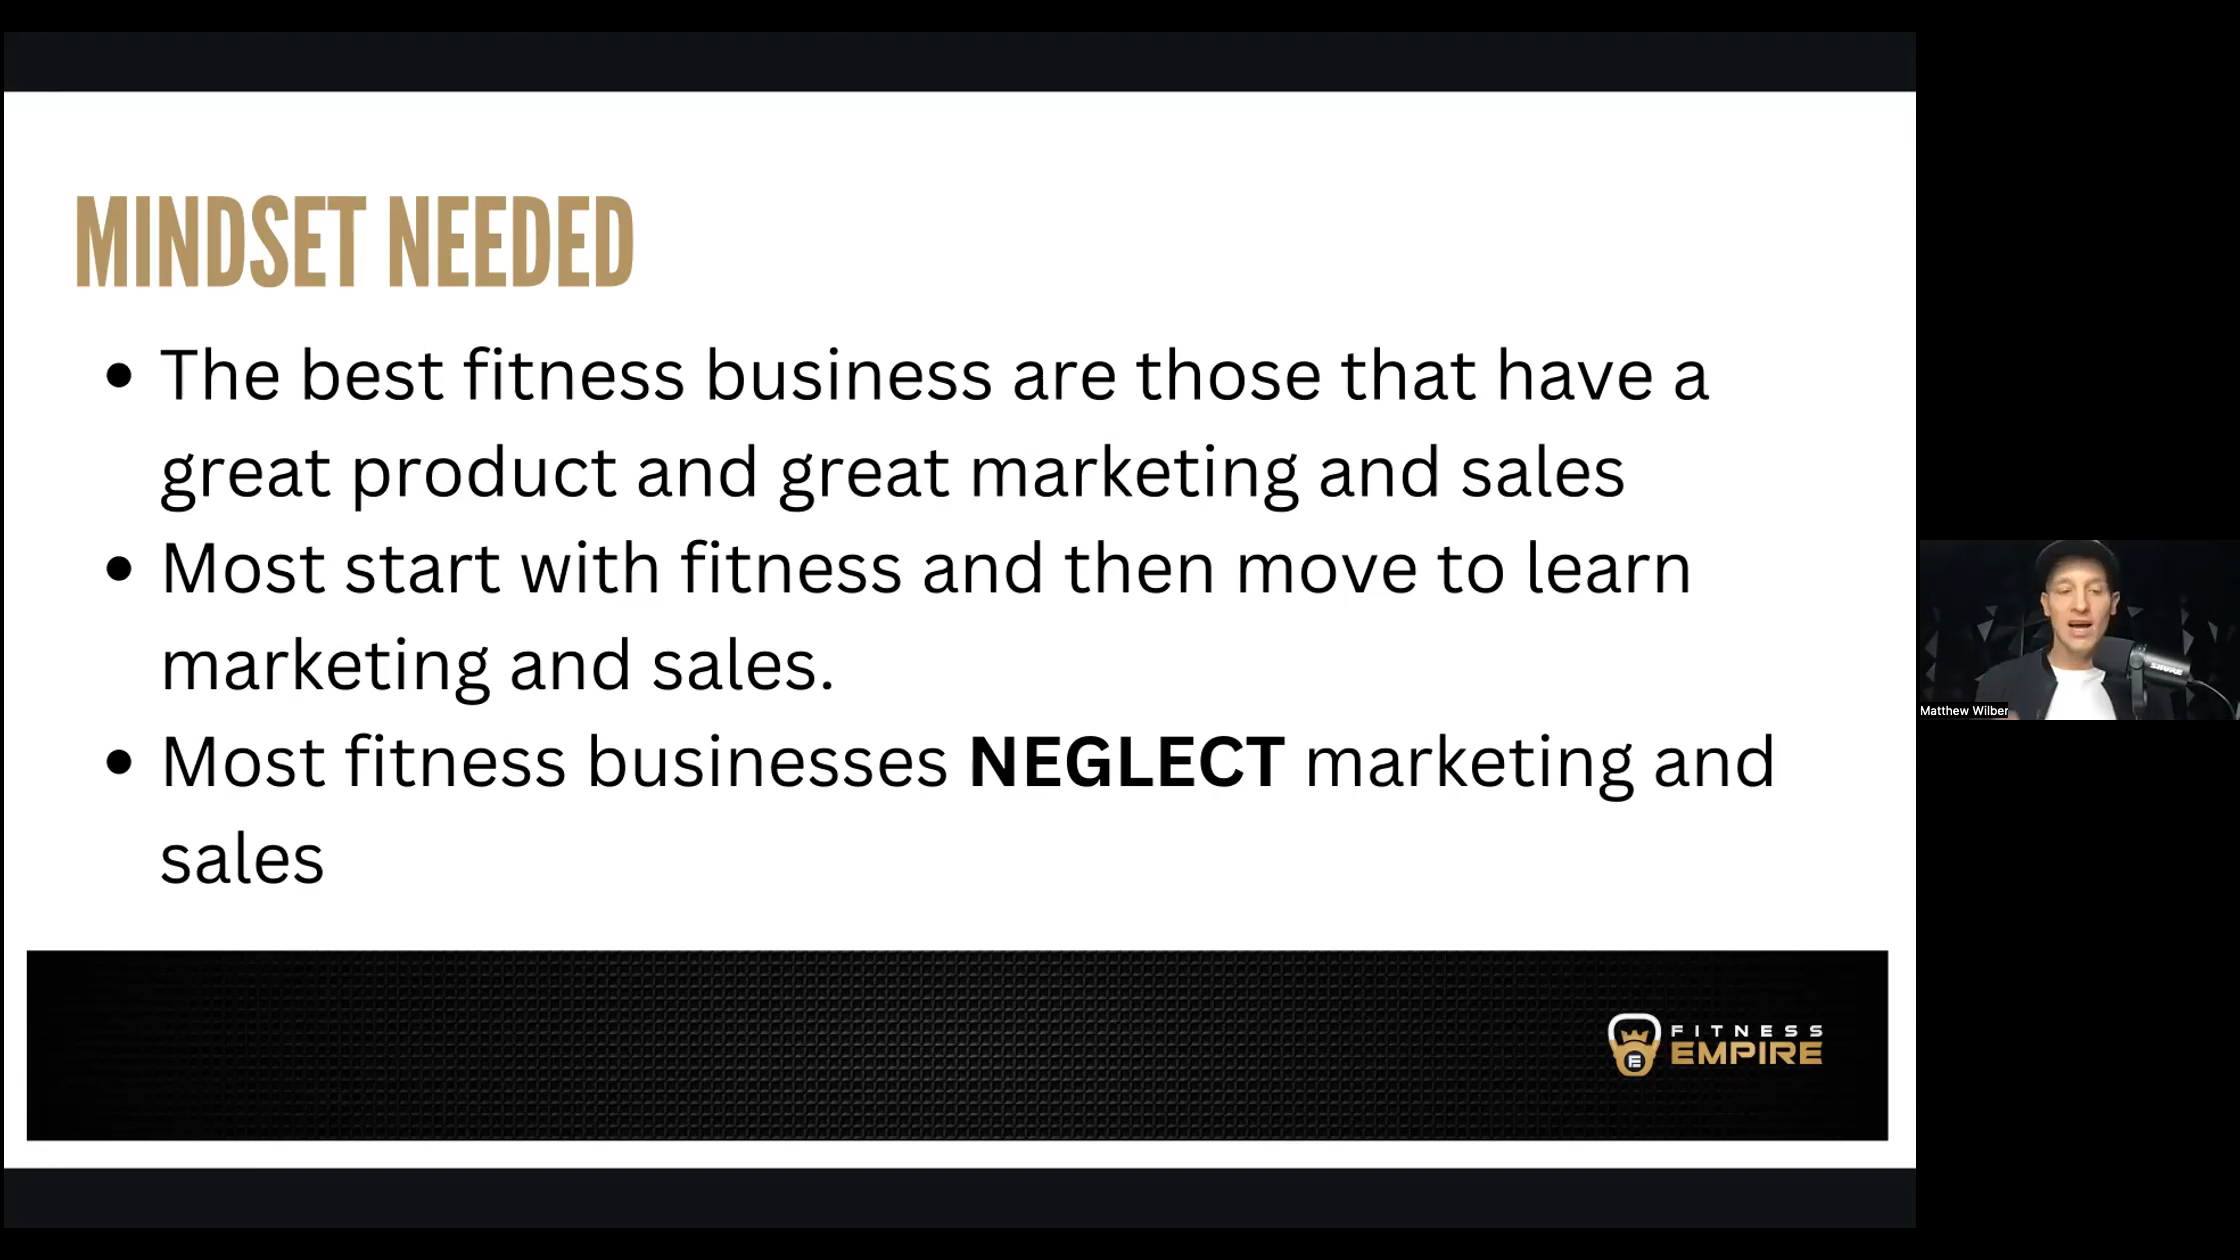 MINDSET NEEDED
• The best fitness business are those that have a
great product and great marketing and sales
• Most start with fitness and then move to learn
marketing and sales.
• Most fitness businesses NEGLECT marketing and
sales
FITNESS
EMPIRE
E
SHURE
Matthew Wilber